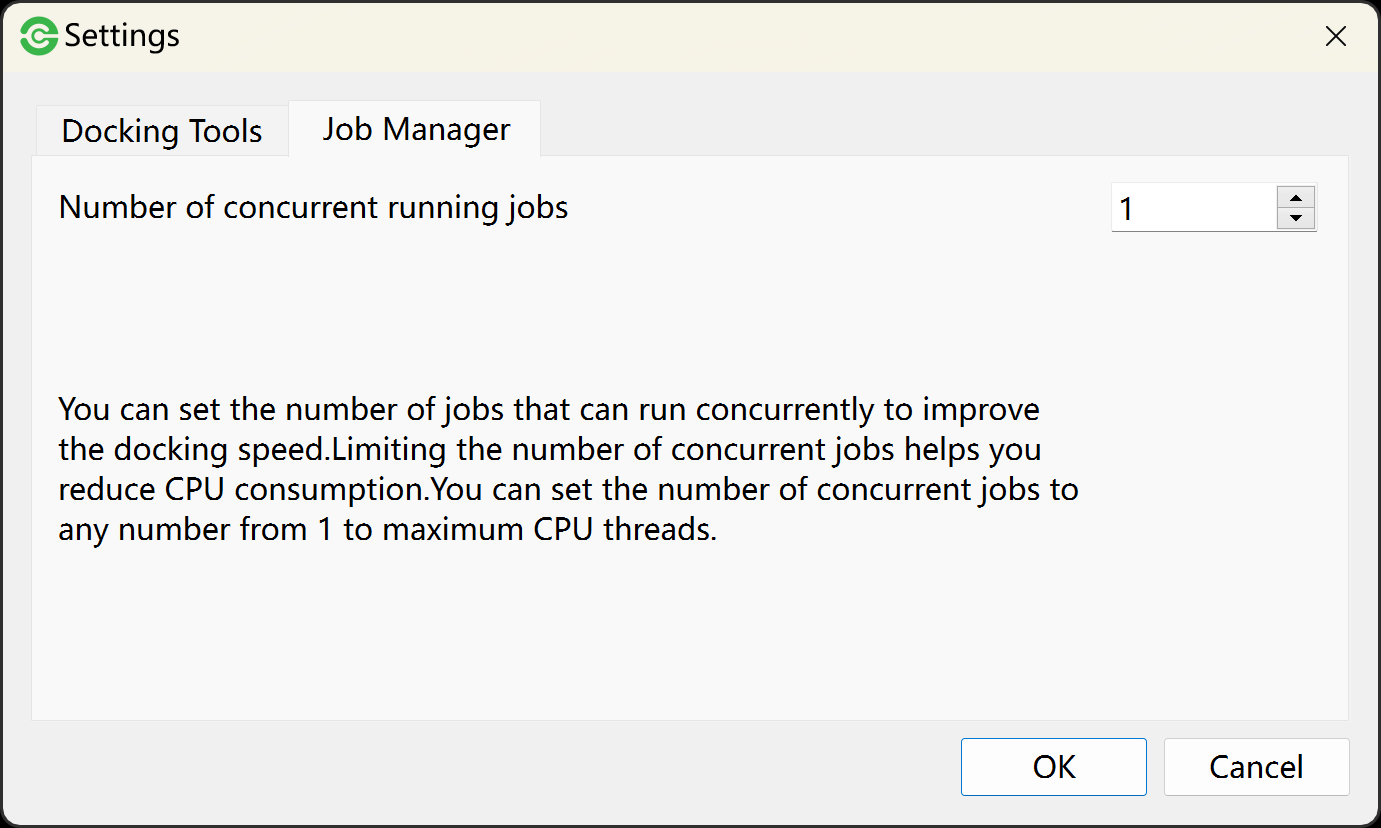 Settings
Docking Tools
Job Manager
Number of concurrent running jobs
1
You can set the number of jobs that can run concurrently to improve
the docking speed.Limiting the number of concurrent jobs helps you
reduce CPU consumption.You can set the number of concurrent jobs to
any number from 1 to maximum CPU threads.
OK
Cancel